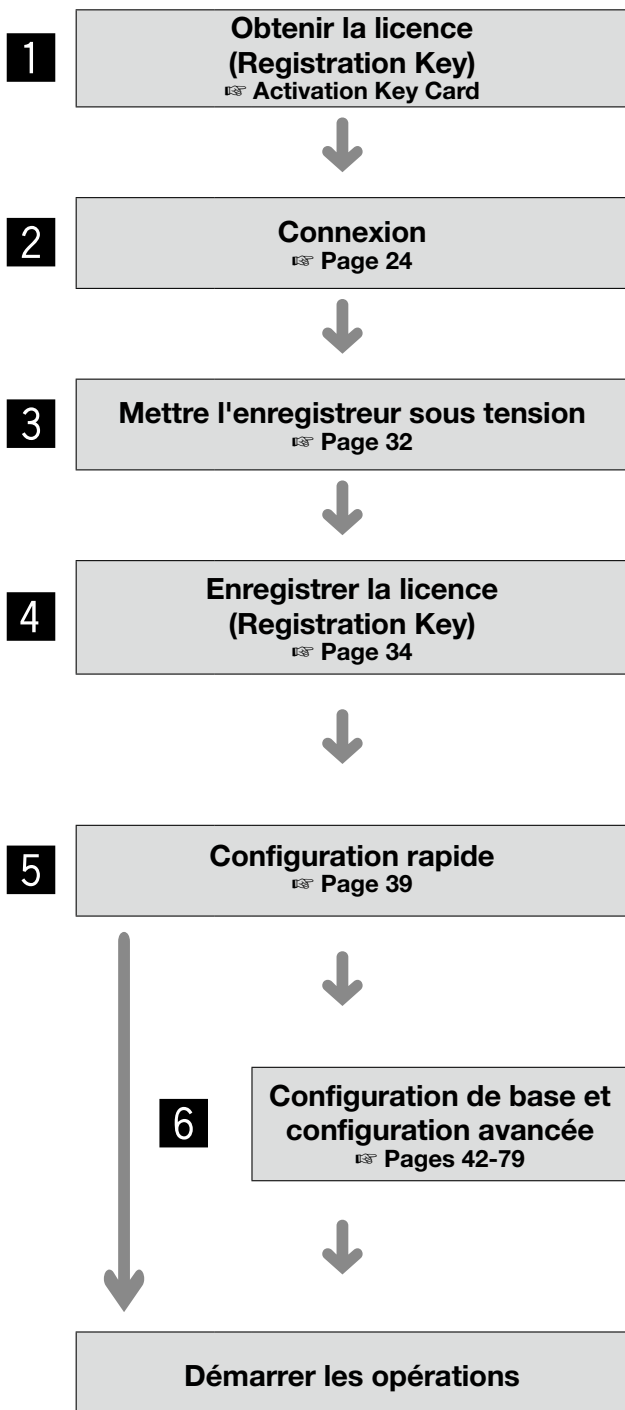 1
Obtenir la licence
(Registration Key)
☞ Activation Key Card
2
Connexion
☞ Page 24
3
Mettre l'enregistreur sous tension
☞ Page 32
4
Enregistrer la licence
(Registration Key)
☞ Page 34
5
Configuration rapide
☞ Page 39
6
Configuration de base et
configuration avancée
☞ Pages 42-79
Démarrer les opérations